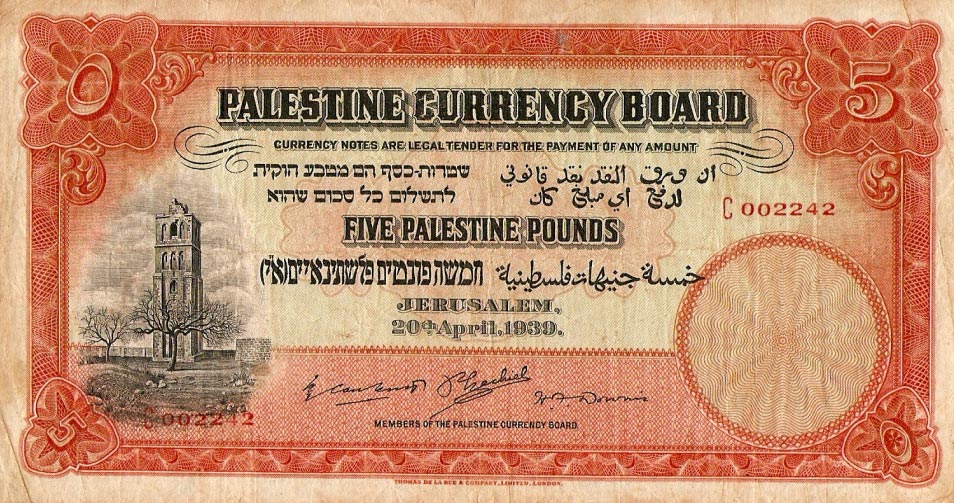 ٥ 5
PALESTINE CURRENCY BOARD
CURRENCY NOTES ARE LEGAL TENDER FOR THE PAYMENT OF ANY AMOUNT
שטרות-כסף הם מטבע חוקית ان ورق النقد نقد قانوني
לתשלום כל סכום שהוא لدفع اي مبلغ كان
C 002242
FIVE PALESTINE POUNDS
חמשה פונטים פלשתינאיים (א״י) خمسة جنيهات فلسطينية
JERUSALEM,
20th April, 1939.
C 002242
MEMBERS OF THE PALESTINE CURRENCY BOARD
5 ٥
THOMAS DE LA RUE & COMPANY, LIMITED, LONDON.